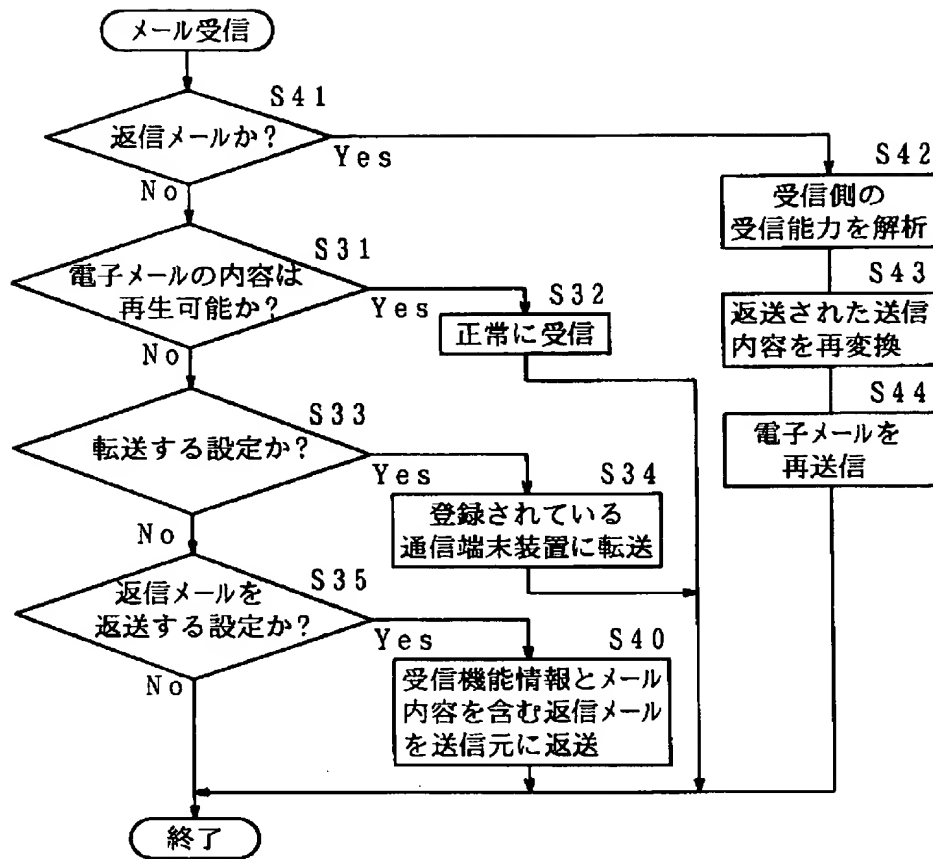 メール受信
S41
返信メールか?
Yes
No
S42
受信側の
受信能力を解析
S31
電子メールの内容は
再生可能か?
Yes
No
S32
正常に受信
S43
返送された送信
内容を再変換
S44
電子メールを
再送信
S33
転送する設定か?
Yes
No
S34
登録されている
通信端末装置に転送
S35
返信メールを
返送する設定か?
Yes
No
S40
受信機能情報とメール
内容を含む返信メール
を送信元に返送
終了